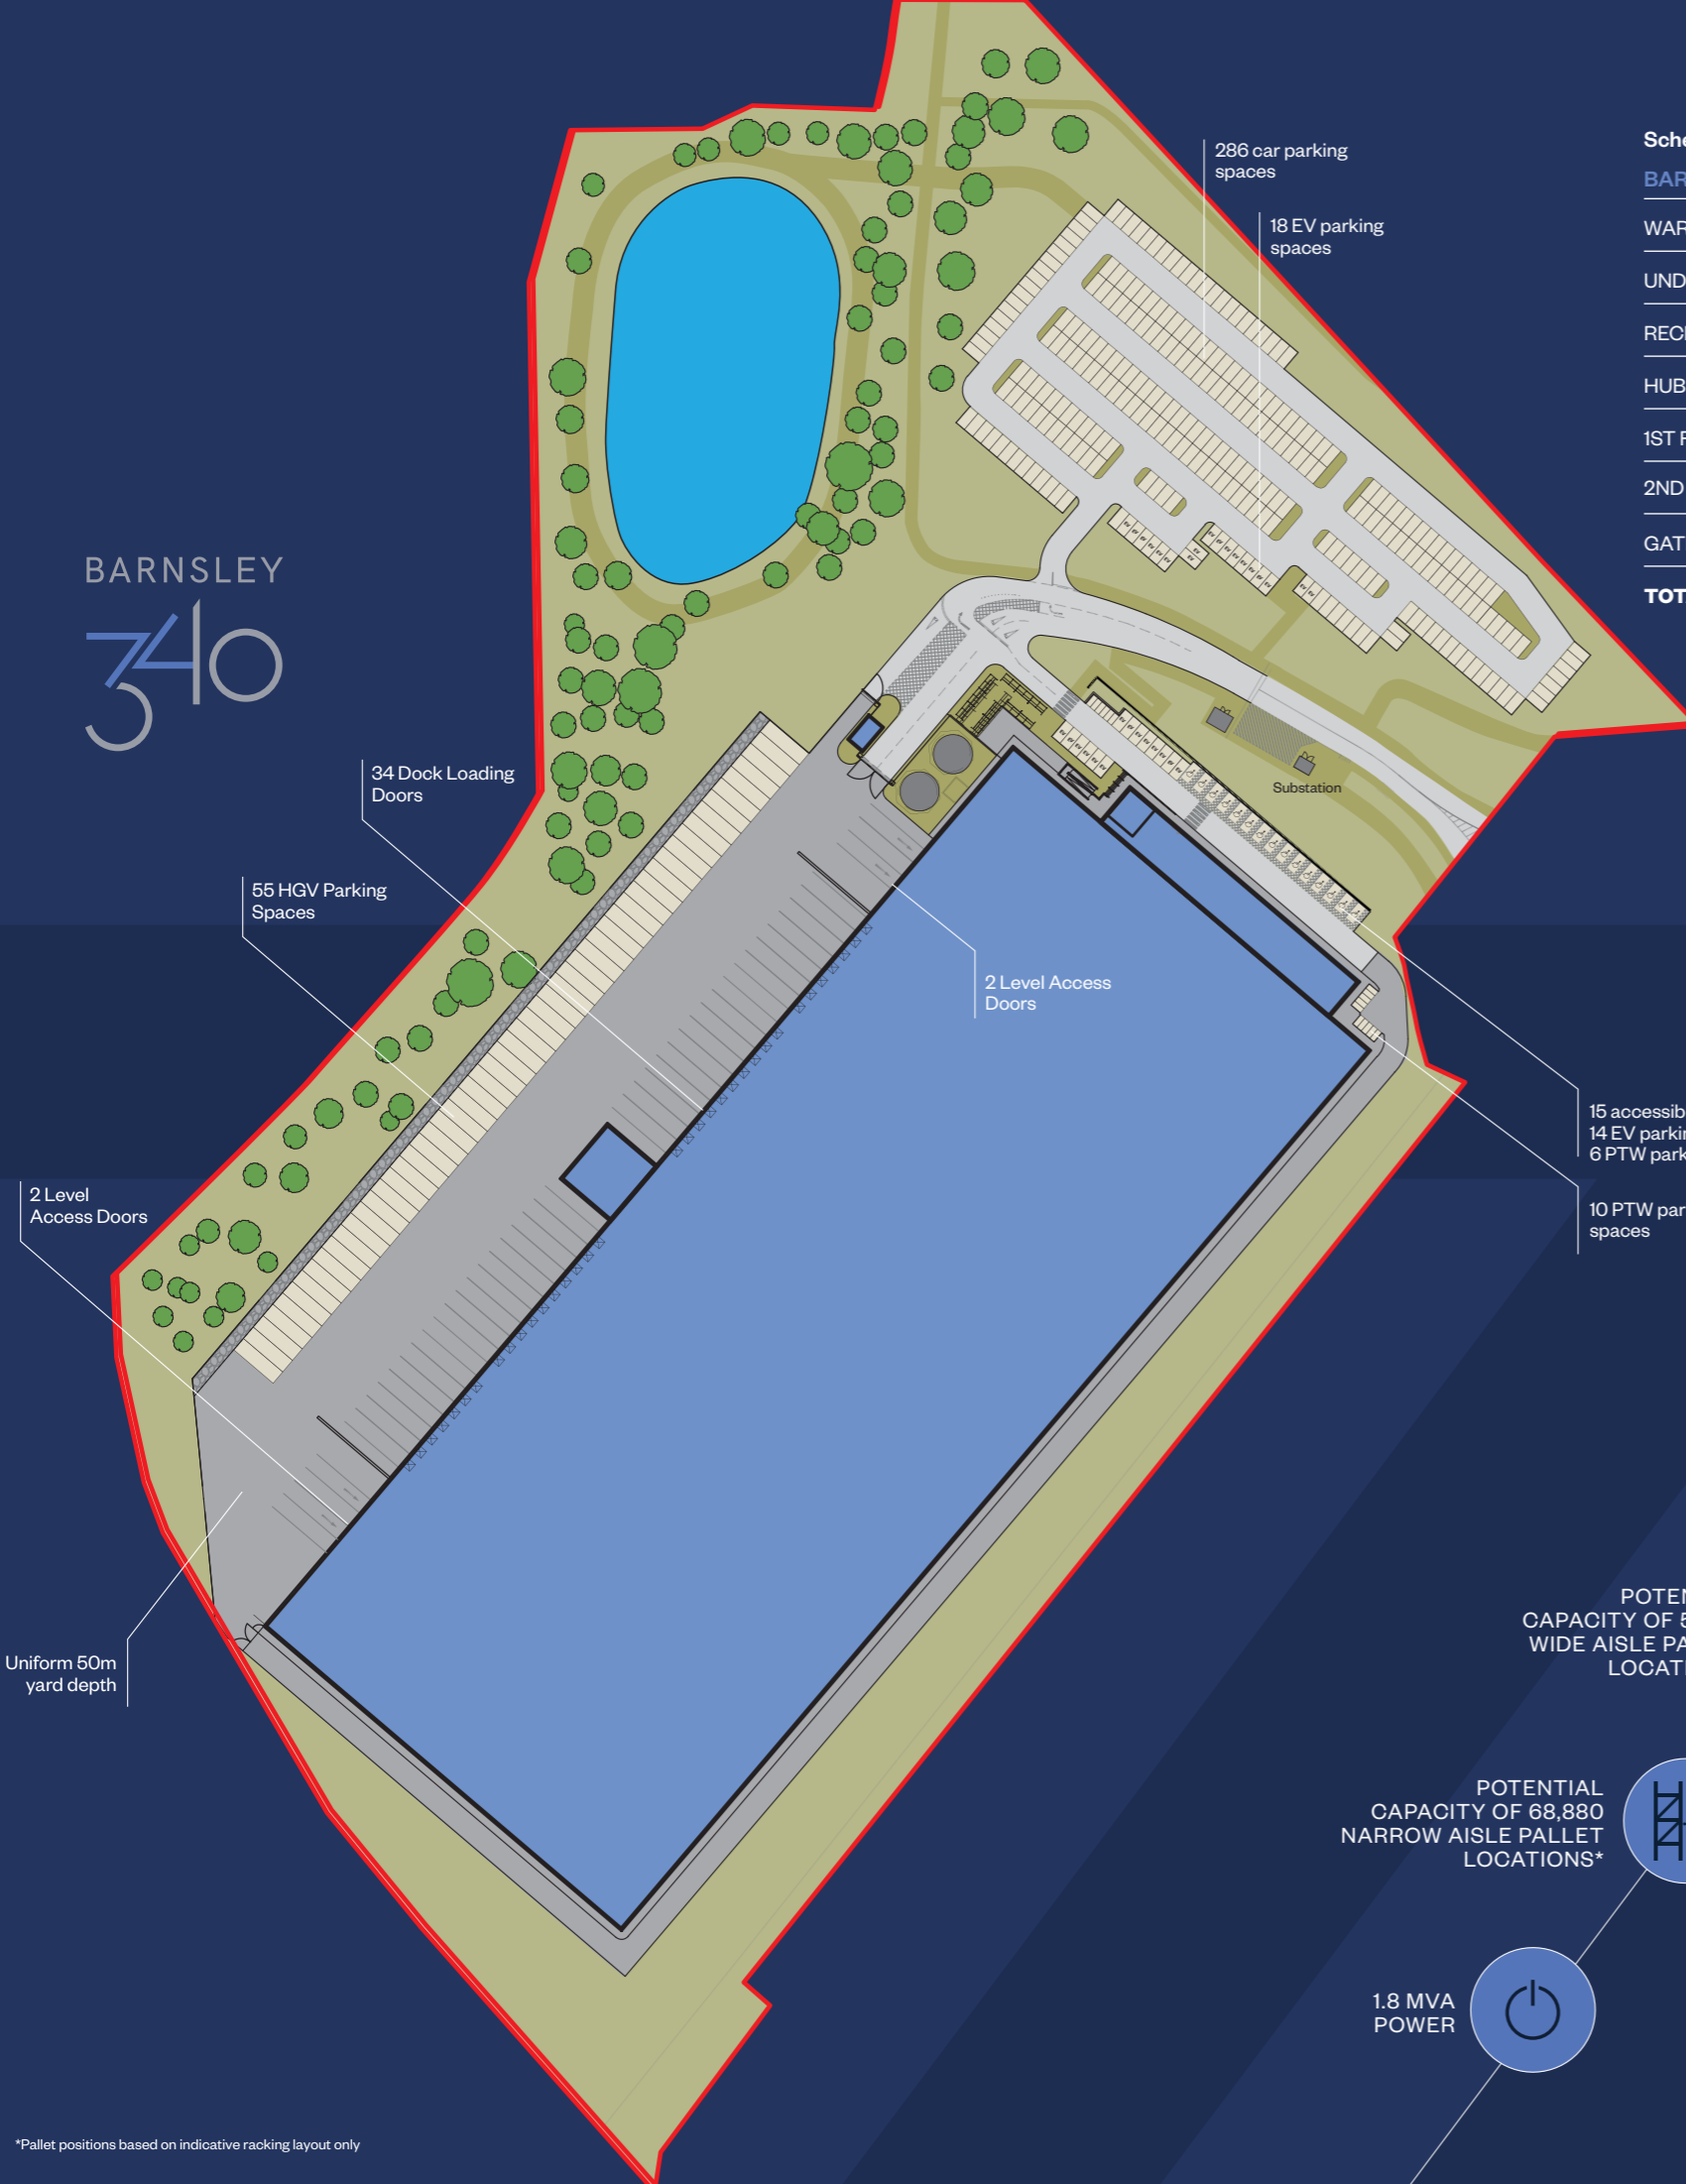 286 car parking
spaces
18 EV parking
spaces
BARNSLEY
340
34 Dock Loading
Doors
55 HGV Parking
Spaces
Substation
2 Level Access
Doors
2 Level
Access Doors
Uniform 50m
yard depth
WAR
UND
HUB
1ST F
2ND
GAT
TOT
BAR
15 accessib
14 EV parkin
6 PTW park
10 PTW par
spaces
POTEN
CAPACITY OF 5
WIDE AISLE PA
LOCATI
POTENTIAL
CAPACITY OF 68,880
NARROW AISLE PALLET
LOCATIONS*
1.8 MVA
POWER
*Pallet positions based on indicative racking layout only